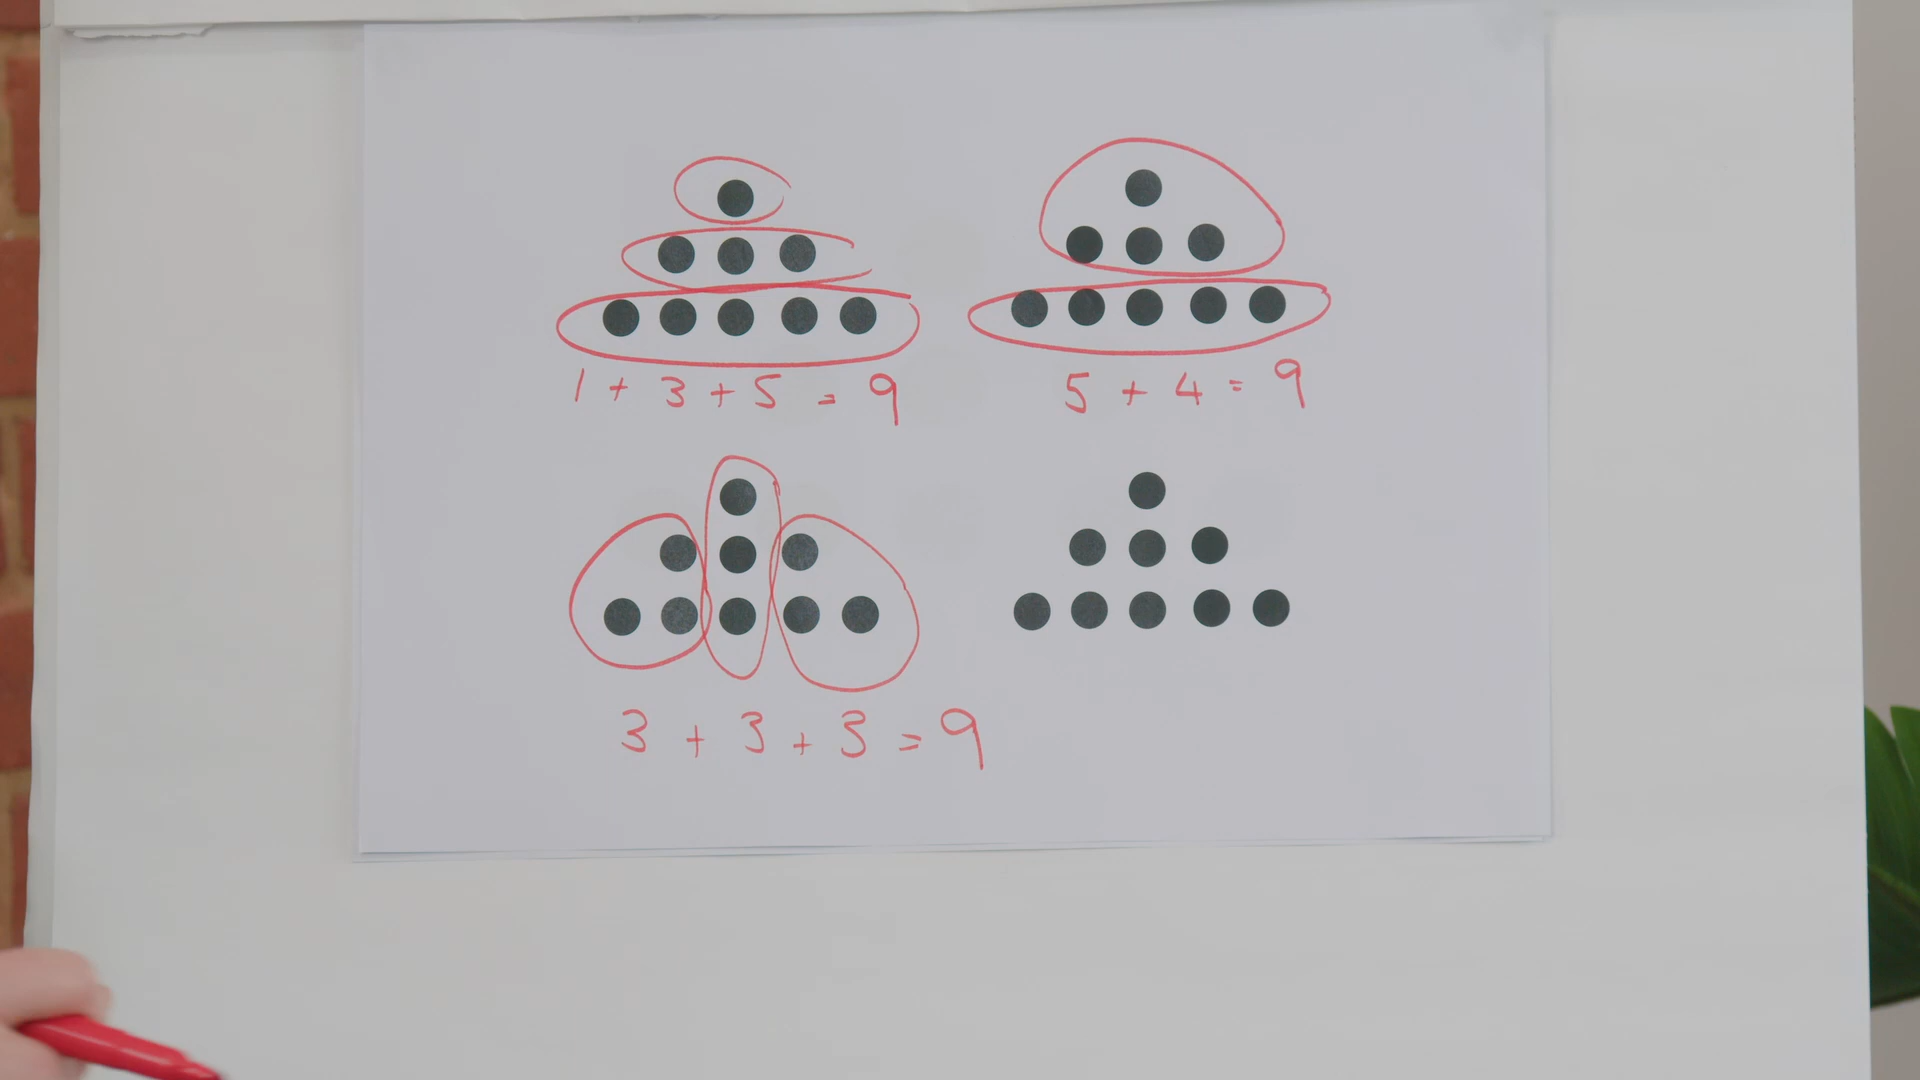 1 + 3 + 5 = 9
5 + 4 = 9
3 + 3 + 3 = 9